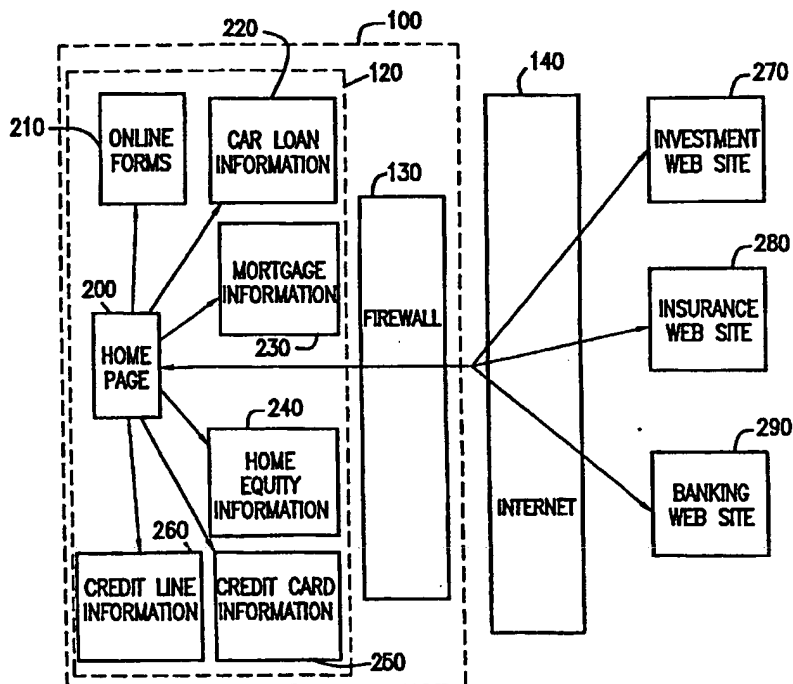 100
220
120
140
270
210
ONLINE
FORMS
CAR LOAN
INFORMATION
INVESTMENT
WEB SITE
130
MORTGAGE
INFORMATION
280
200
FIREWALL
INSURANCE
WEB SITE
230
HOME
PAGE
240
290
HOME
EQUITY
INFORMATION
INTERNET
BANKING
WEB SITE
260
CREDIT LINE
INFORMATION
CREDIT CARD
INFORMATION
250